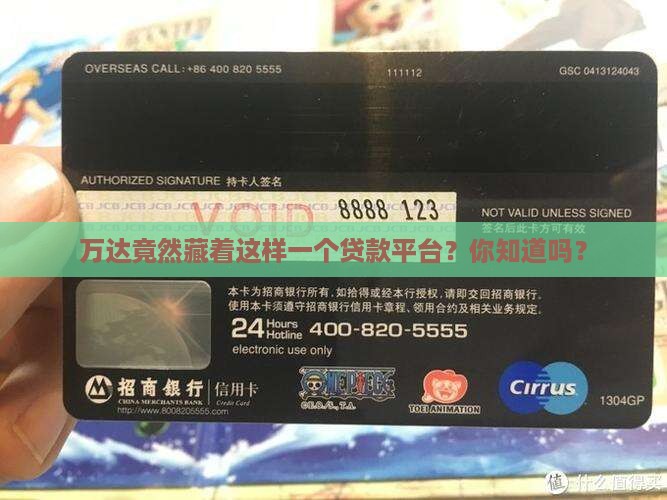 OVERSEAS CALL:+86 400 820 5555
111112
GSC 0413124043
AUTHORIZED SIGNATURE 持卡人签名
VOID
8888 123
NOT VALID UNLESS SIGNED
签名后此卡方可有效
万达竟然藏着这样一个贷款平台？你知道吗？
本卡为招商银行所有，如拾得或经本行授权，请即交回招商银行。
使用本卡须遵守招商银行信用卡章程、领用合约及相关业务规定。
24 Hours Hotline 400-820-5555
electronic use only
招商银行 信用卡
CHINA MERCHANTS BANK Credit Card
http://www.8008205555.com
ONE PIECE
©E.O./S.,T.A.
TOEI ANIMATION
Cirrus
1304GP
值 什么值得买